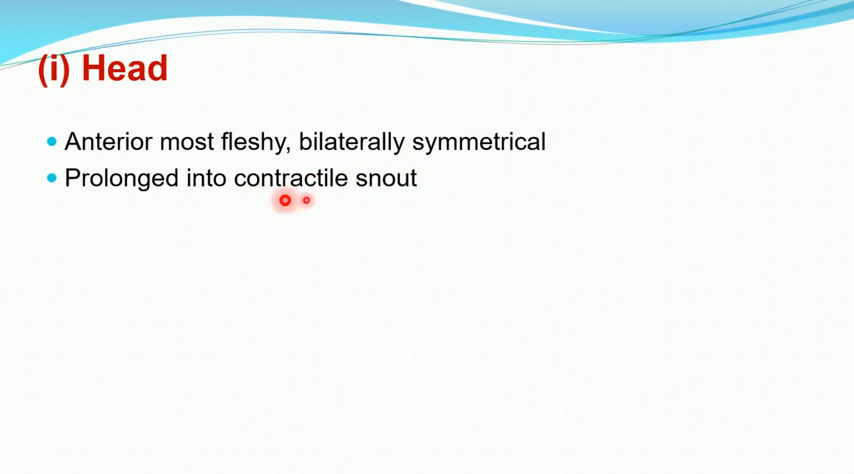 (i) Head
• Anterior most fleshy, bilaterally symmetrical
• Prolonged into contractile snout